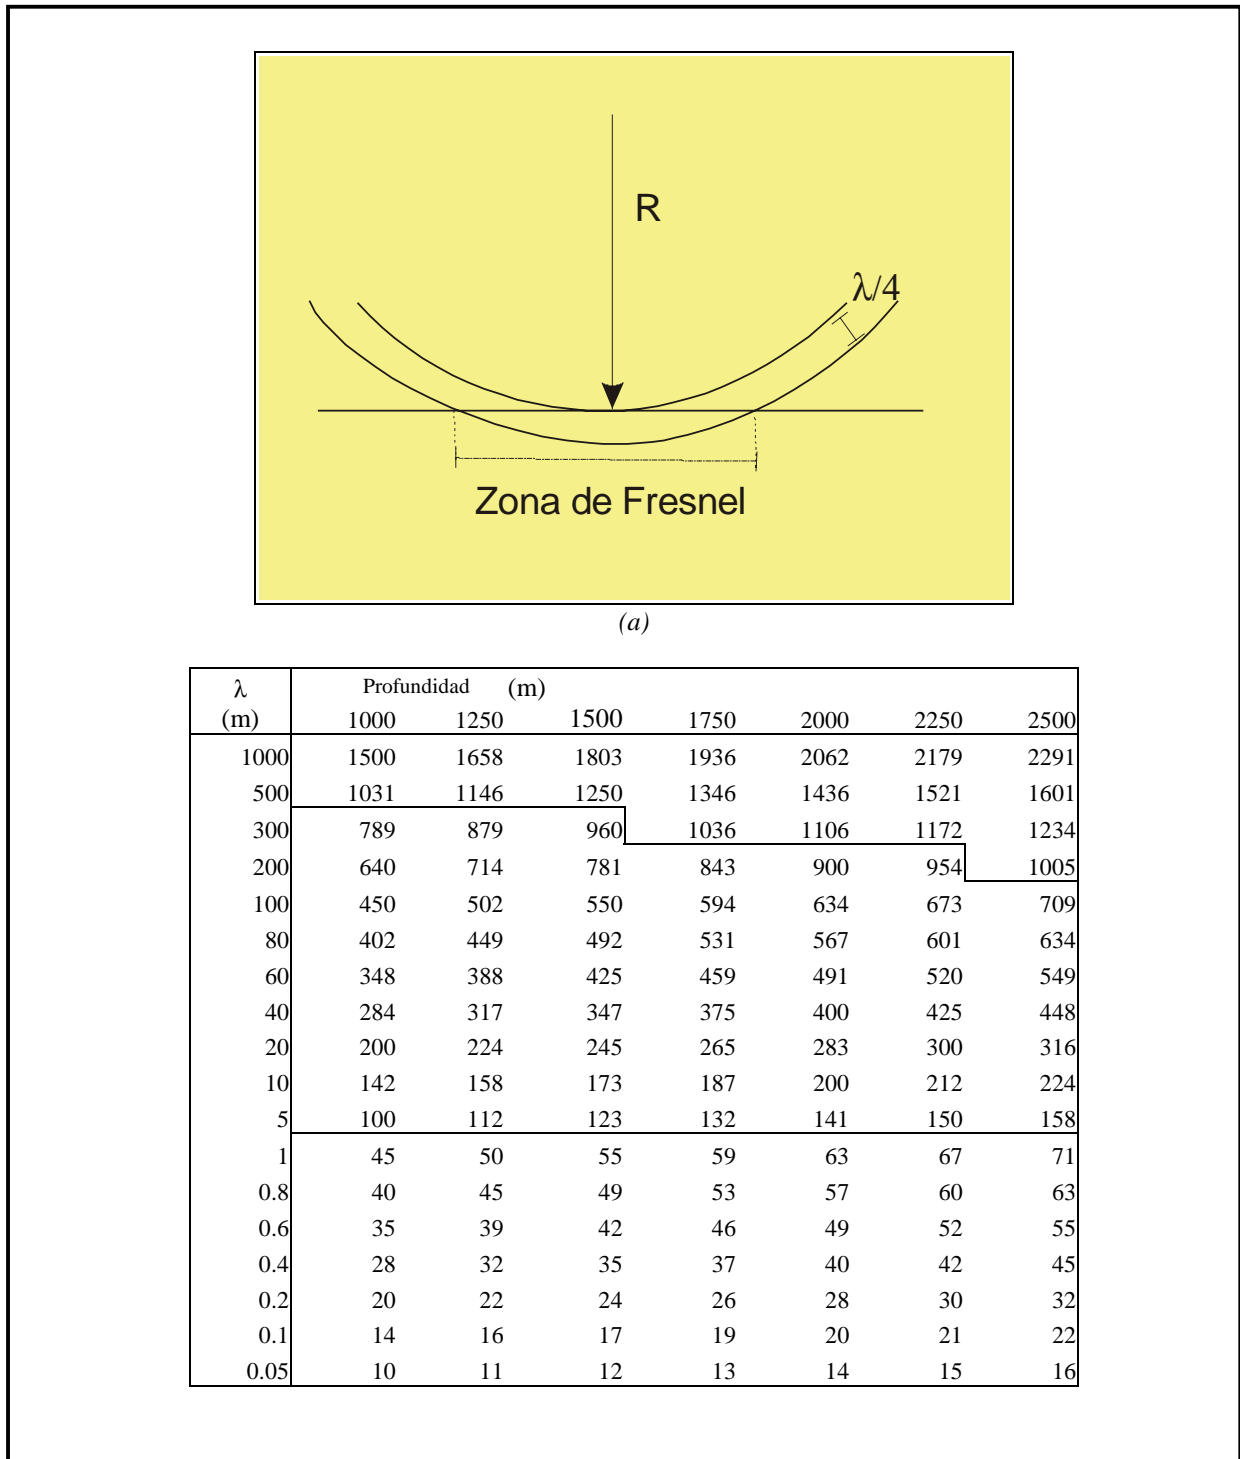 R
λ/4
Zona de Fresnel
(a)
λ Profundidad (m)
(m) 1000 1250 1500 1750 2000 2250 2500
1000 1500 1658 1803 1936 2062 2179 2291
500 1031 1146 1250 1346 1436 1521 1601
300 789 879 960 1036 1106 1172 1234
200 640 714 781 843 900 954 1005
100 450 502 550 594 634 673 709
80 402 449 492 531 567 601 634
60 348 388 425 459 491 520 549
40 284 317 347 375 400 425 448
20 200 224 245 265 283 300 316
10 142 158 173 187 200 212 224
5 100 112 123 132 141 150 158
1 45 50 55 59 63 67 71
0.8 40 45 49 53 57 60 63
0.6 35 39 42 46 49 52 55
0.4 28 32 35 37 40 42 45
0.2 20 22 24 26 28 30 32
0.1 14 16 17 19 20 21 22
0.05 10 11 12 13 14 15 16